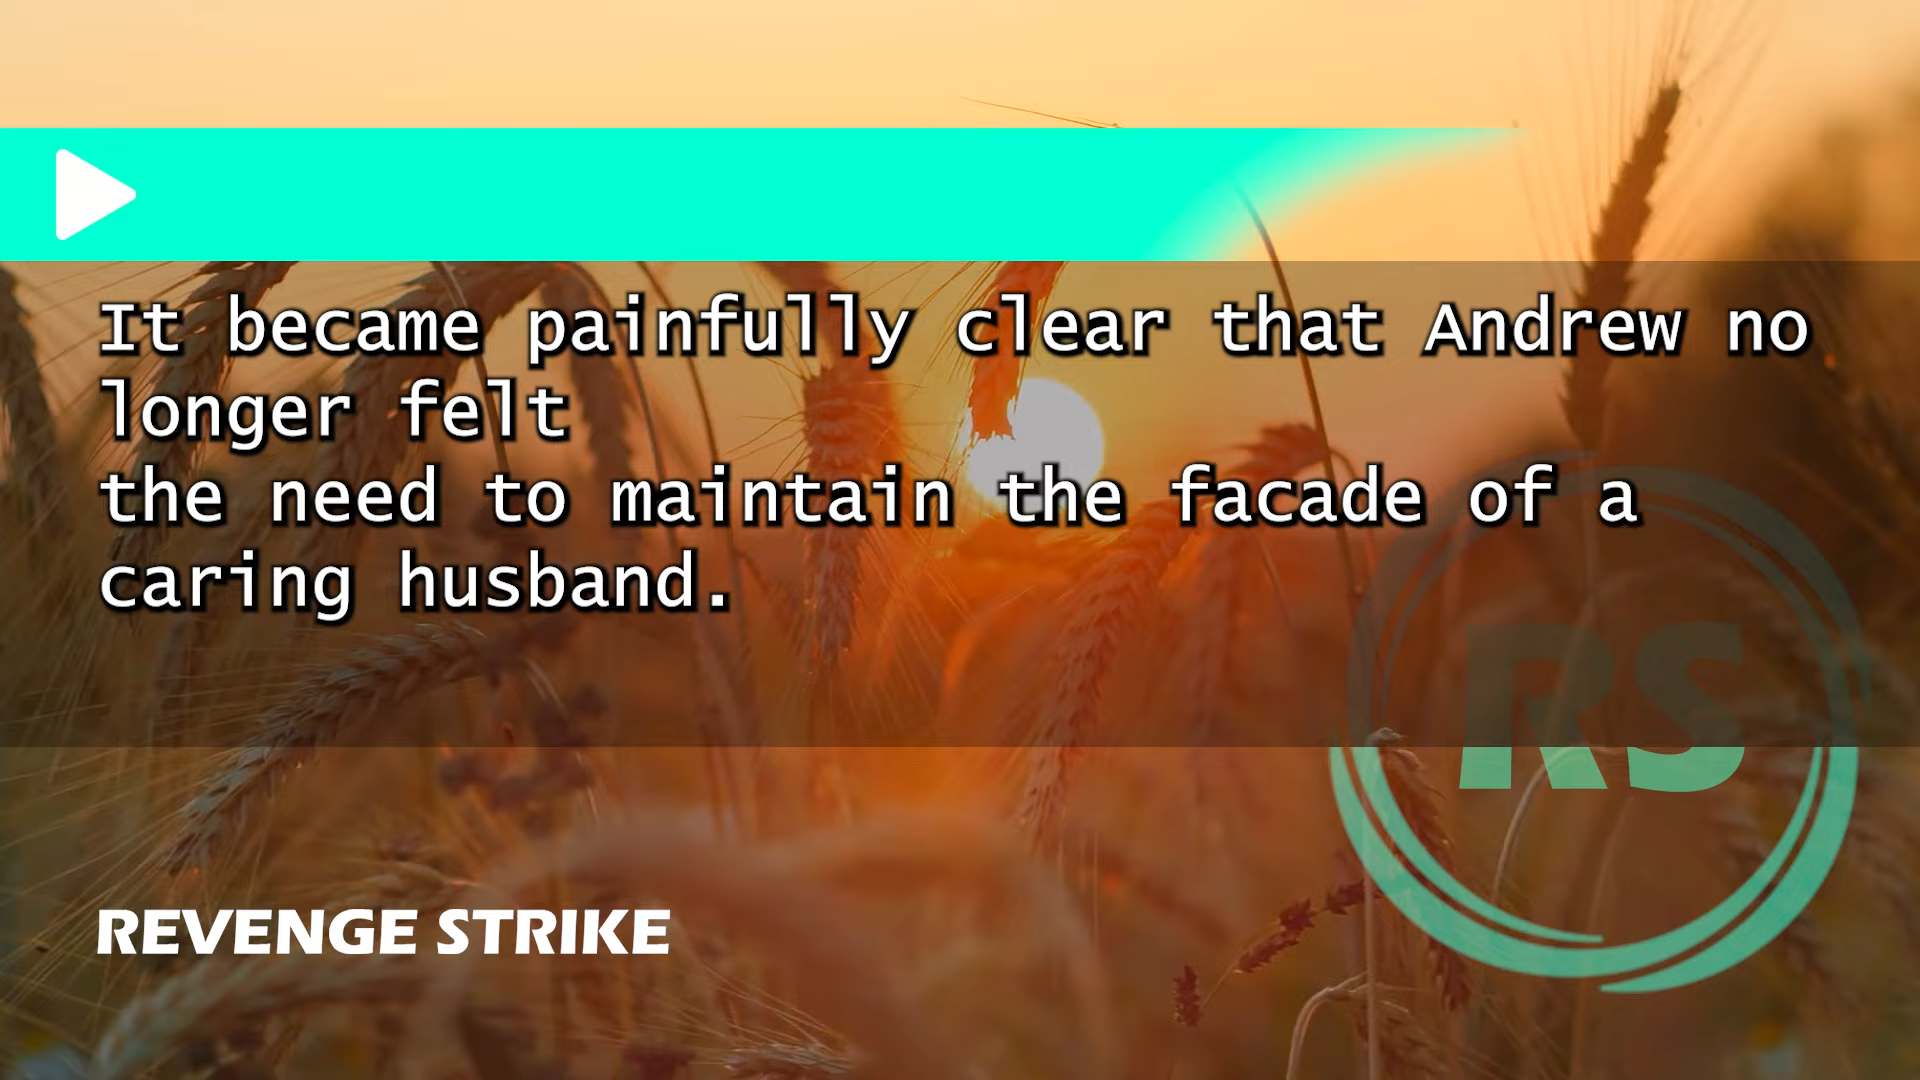 It became painfully clear that Andrew no
longer felt
the need to maintain the facade of a
caring husband.
RS
REVENGE STRIKE